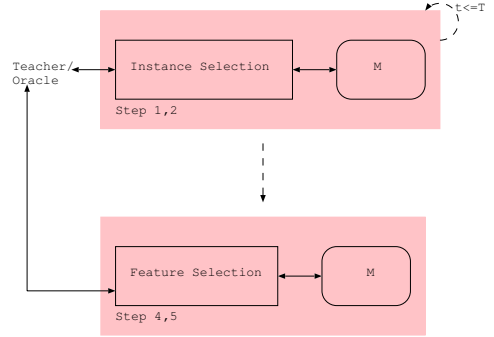 t<=T
Teacher/
Oracle
Instance Selection
M
Step 1,2
Feature Selection
M
Step 4,5